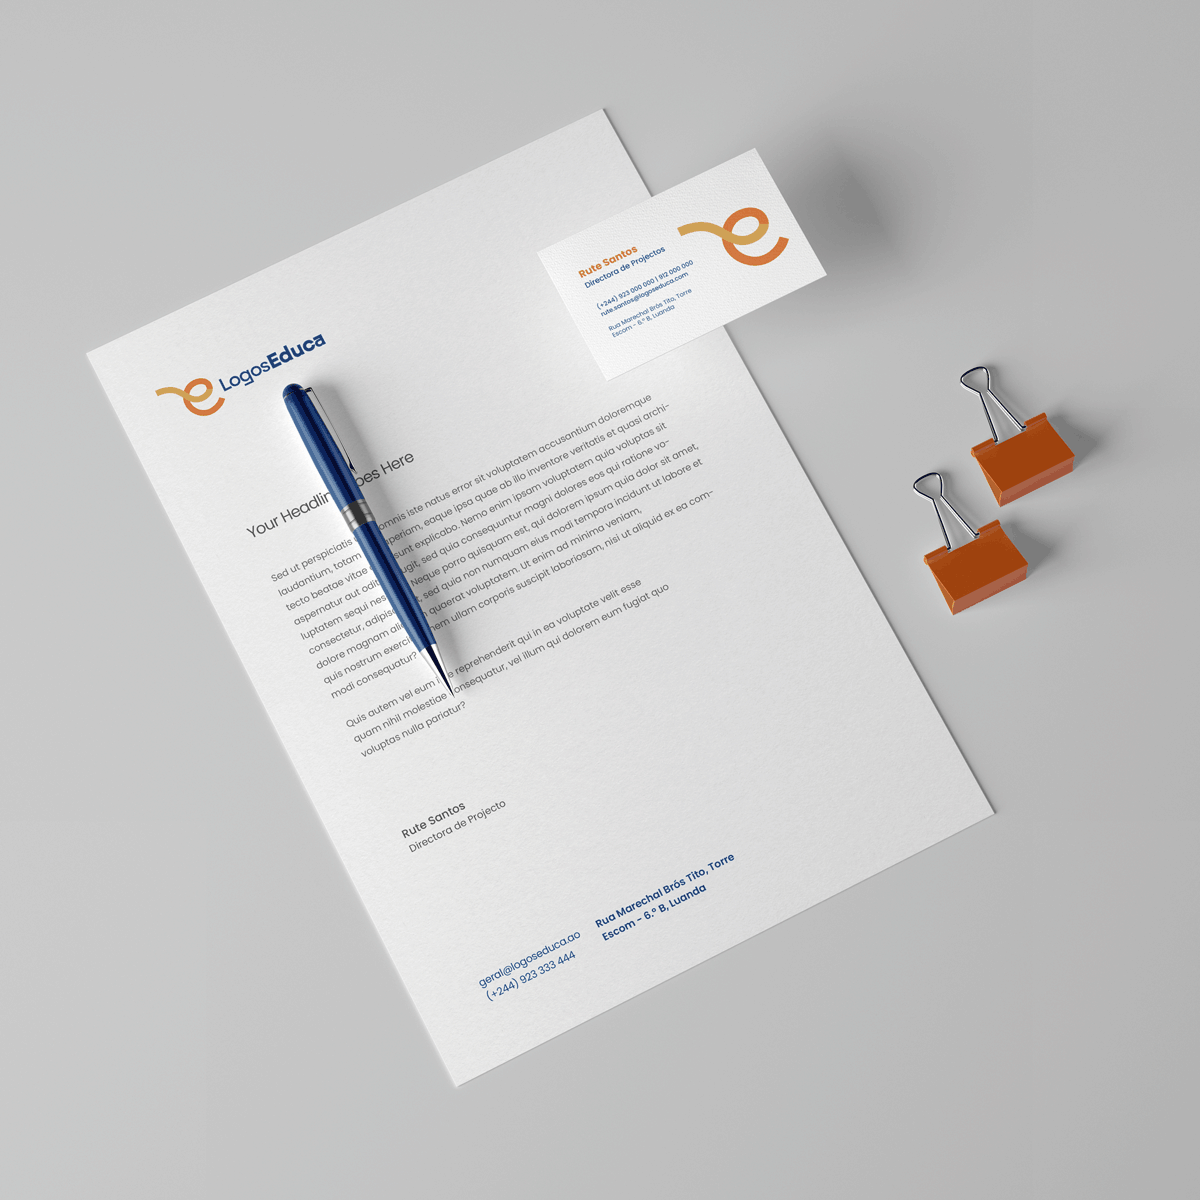 LogosEduca
Your Headlin oes Here
Sed ut perspiciatis omnis iste natus error sit voluptatem accusantium doloremque
laudantium, totam periam, eaque ipsa quae ab illo inventore veritatis et quasi archi-
tecto beatae vitae sunt explicabo. Nemo enim ipsam voluptatem quia voluptas sit
aspernatur aut odit ugit, sed quia consequuntur magni dolores eos qui ratione vo-
luptatem sequi nes Neque porro quisquam est, qui dolorem ipsum quia dolor sit amet,
consectetur, adipis t, sed quia non numquam eius modi tempora incidunt ut labore et
dolore magnam ali m quaerat voluptatem. Ut enim ad minima veniam,
quis nostrum exerci nem ullam corporis suscipit laboriosam, nisi ut aliquid ex ea com-
modi consequatur?
Quis autem vel eum i e reprehenderit qui in ea voluptate velit esse
quam nihil molestiae onsequatur, vel illum qui dolorem eum fugiat quo
voluptas nulla pariatur?
Rute Santos
Directora de Projecto
geral@logoseduca.ao
(+244) 923 333 444
Rua Marechal Brós Tito, Torre
Escom - 6.º B, Luanda
Rute Santos
Directora de Projectos
(+244) 923 000 000 | 912 000 000
rute.santos@logoseduca.com
Rua Marechal Brós Tito, Torre
Escom - 6.º B, Luanda